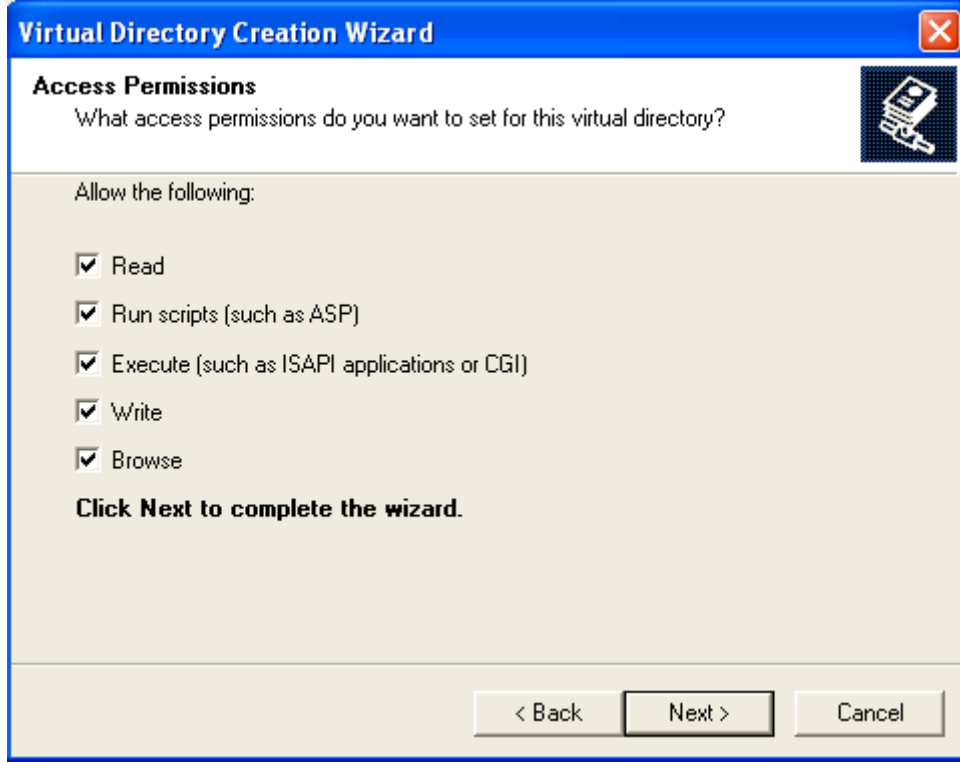 Virtual Directory Creation Wizard
Access Permissions
What access permissions do you want to set for this virtual directory?
Allow the following:
Read
Run scripts (such as ASP)
Execute (such as ISAPI applications or CGI)
Write
Browse
Click Next to complete the wizard.
< Back Next > Cancel